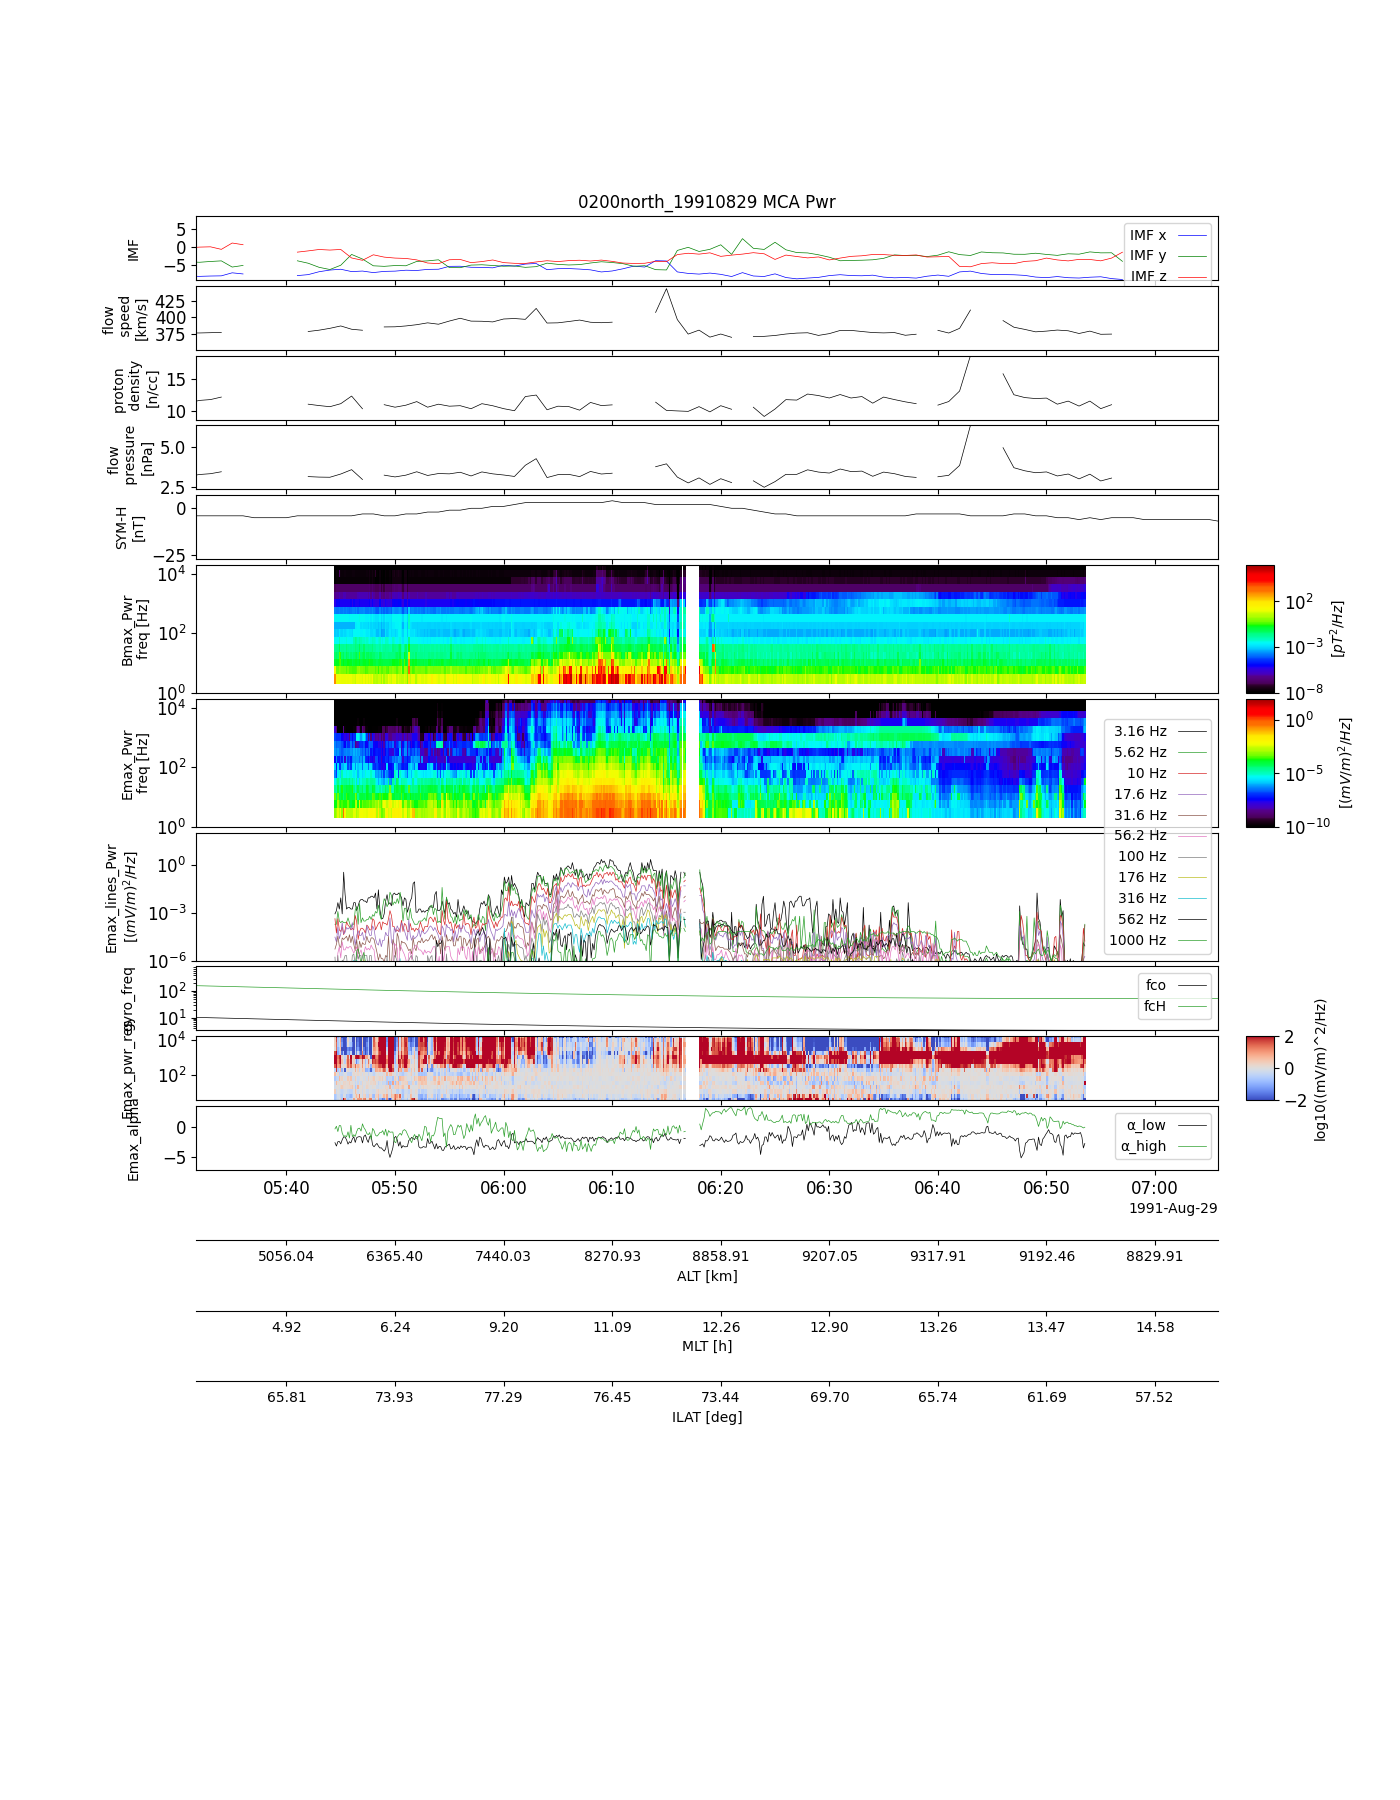 0200north_19910829 MCA Pwr
IMF
5
0
−5
IMF x
IMF y
IMF z
flow
speed
[km/s]
425
400
375
proton
density
[n/cc]
15
10
flow
pressure
[nPa]
5.0
2.5
SYM-H
[nT]
0
−25
Bmax_Pwr
freq [Hz]
10^4
10^2
10^0
10^2
10^−3
10^−8
[pT^2/Hz]
Emax_Pwr
freq [Hz]
10^4
10^2
10^0
10^0
10^−5
10^−10
[(mV/m)^2/Hz]
3.16 Hz
5.62 Hz
10 Hz
17.6 Hz
31.6 Hz
56.2 Hz
100 Hz
176 Hz
316 Hz
562 Hz
1000 Hz
Emax_lines_Pwr
[(mV/m)^2/Hz]
10^0
10^−3
10^−6
gyro_freq
10^2
10^1
fco
fcH
Emax_pwr_reg
10^4
10^2
2
0
−2
log10((mV/m)^2/Hz)
Emax_alpha
0
−5
α_low
α_high
05:40 05:50 06:00 06:10 06:20 06:30 06:40 06:50 07:00
1991-Aug-29
5056.04 6365.40 7440.03 8270.93 8858.91 9207.05 9317.91 9192.46 8829.91
ALT [km]
4.92 6.24 9.20 11.09 12.26 12.90 13.26 13.47 14.58
MLT [h]
65.81 73.93 77.29 76.45 73.44 69.70 65.74 61.69 57.52
ILAT [deg]